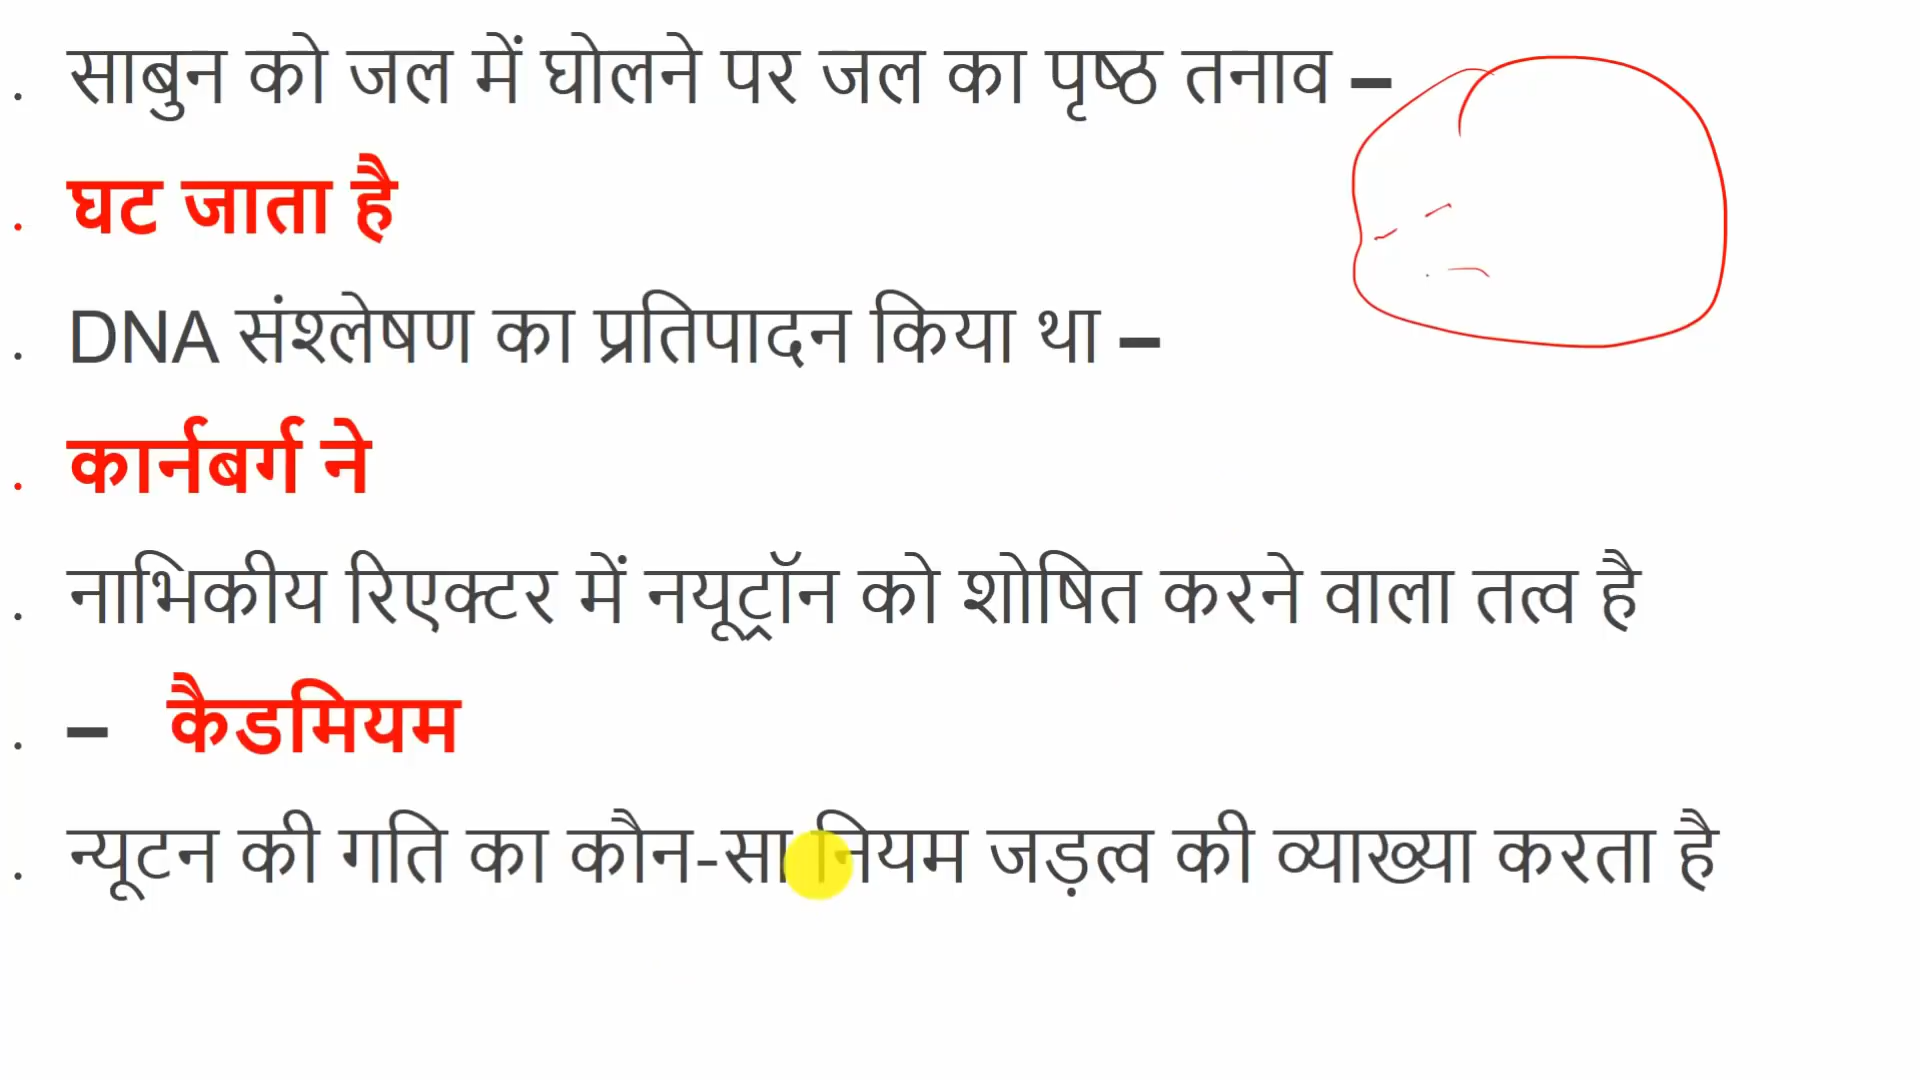 . साबुन को जल में घोलने पर जल का पृष्ठ तनाव –
. घट जाता है
. DNA संश्लेषण का प्रतिपादन किया था –
. कार्नबर्ग ने
. नाभिकीय रिएक्टर में नयूट्रॉन को शोषित करने वाला तत्व है
. – कैडमियम
. न्यूटन की गति का कौन-सा नियम जड़त्व की व्याख्या करता है